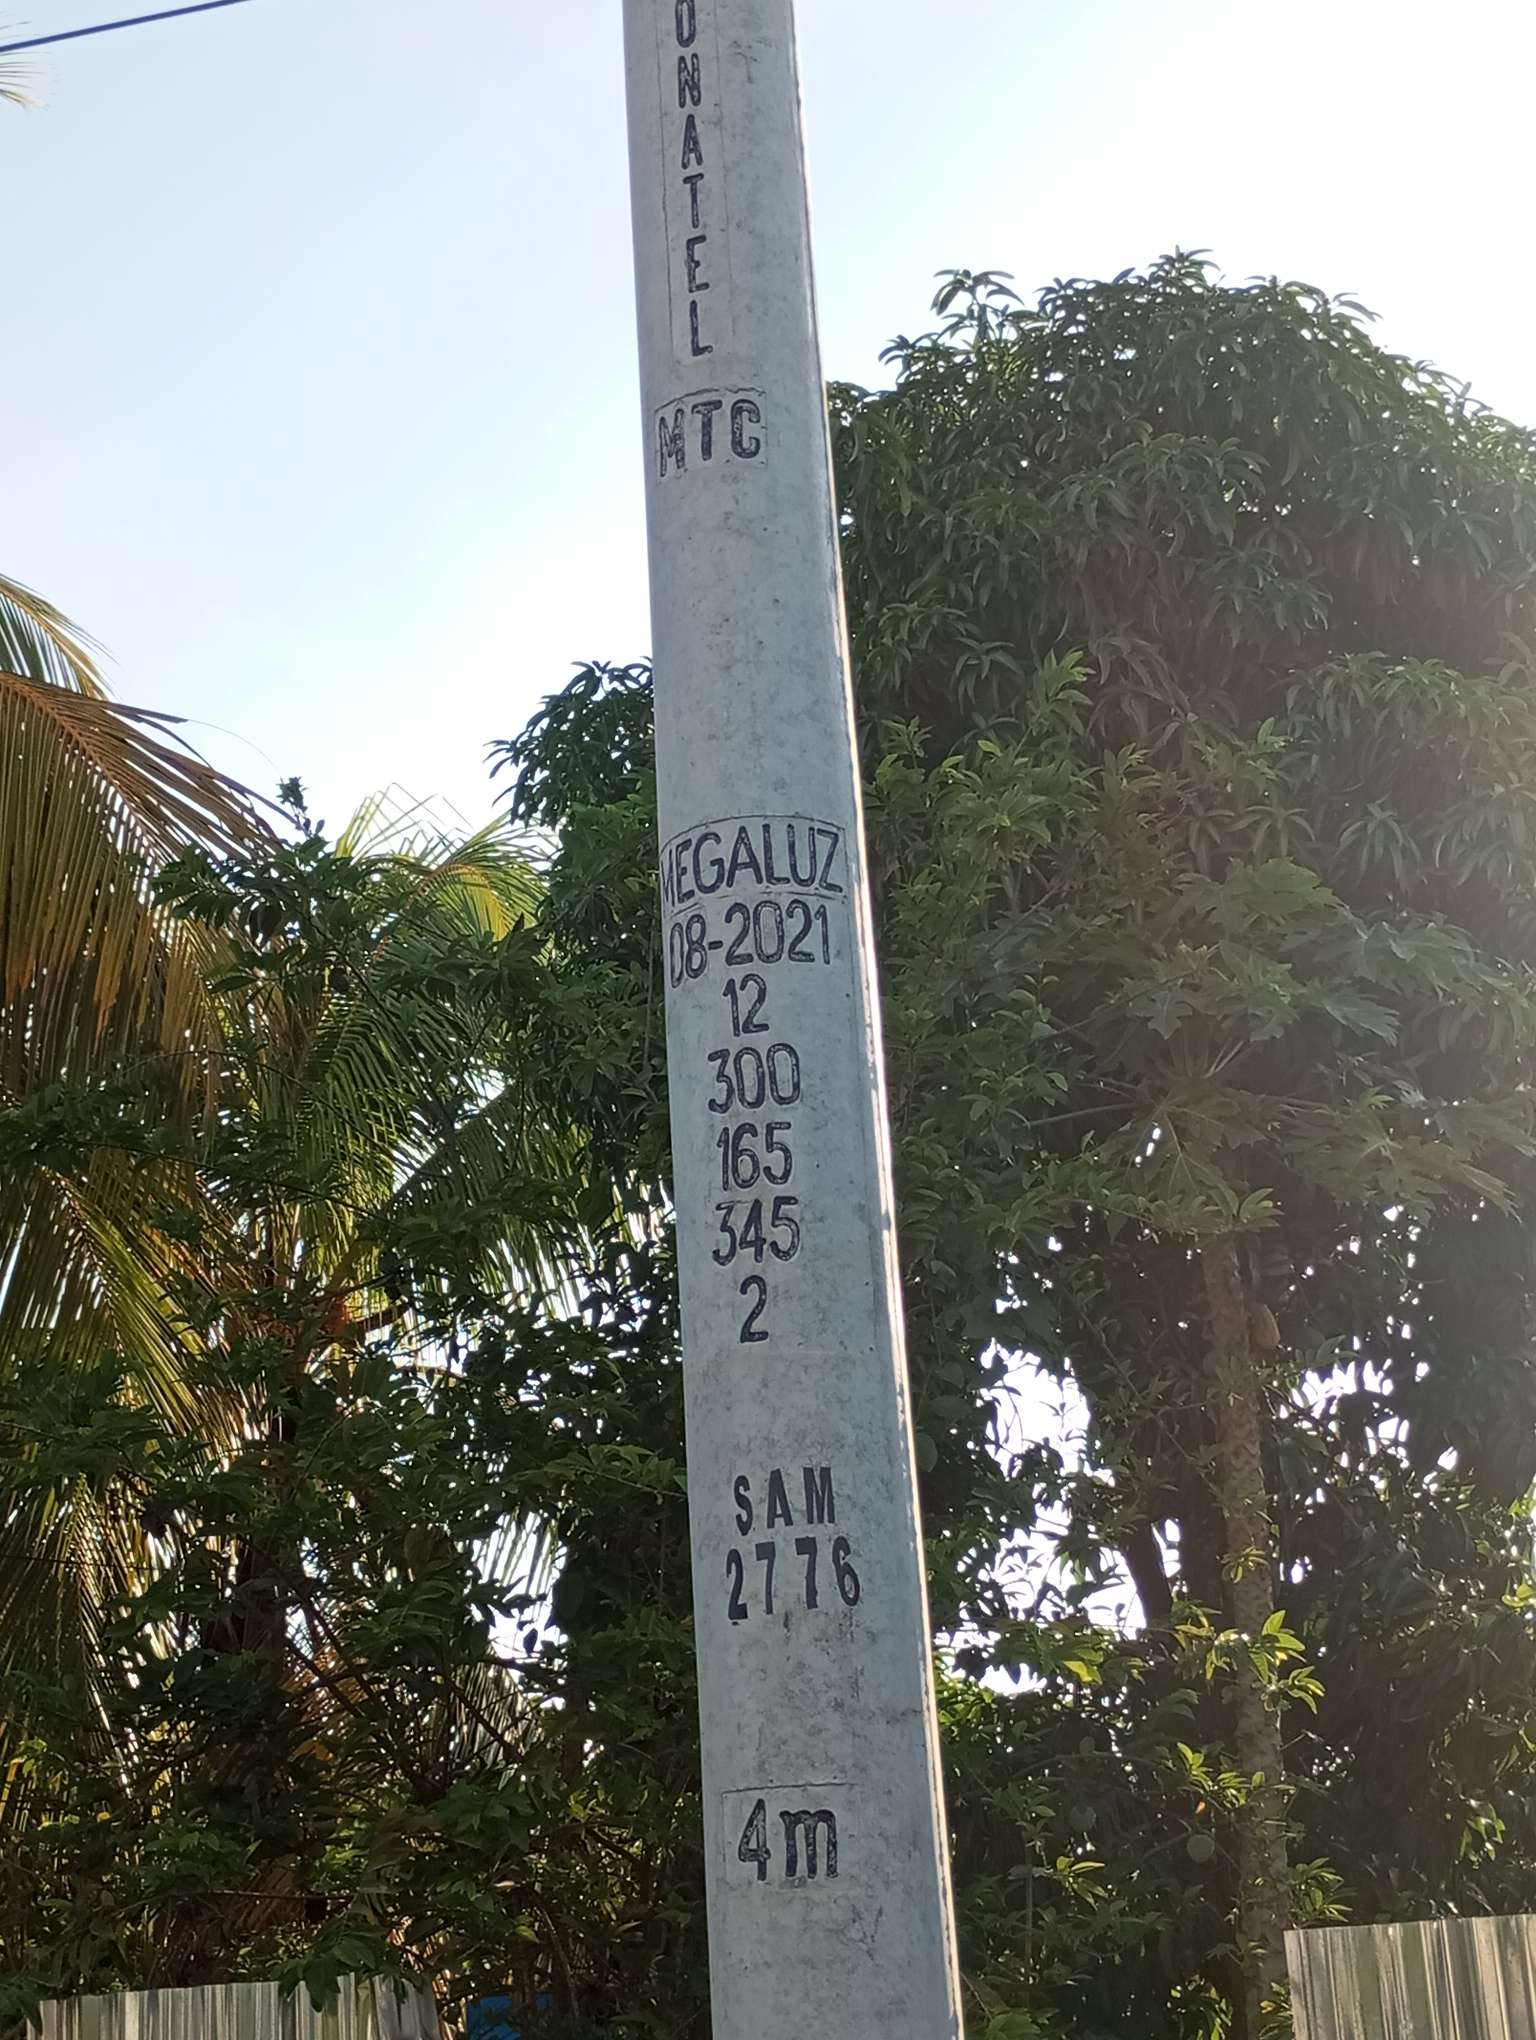 ONATEL
MTC
MEGALUZ
08-2021
12
300
165
345
2
SAM
2776
4m